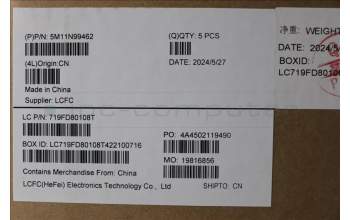 (P)P/N: 5M11N99462
(Q)QTY: 5 PCS
(4L)Origin:CN
DATE: 2024/5/27
Made in China
Supplier: LCFC
净重: WEIGHT
DATE: 2024/5
BOXID:
LC719FD80108
LC P/N: 719FD80108T
PO: 4A4502119490
BOX ID: LC719FD80108T422100716
MO: 19816856
Contains Merchandise From: China
LCFC(HeFei) Electronics Technology Co., Ltd
SHIPTO: CN